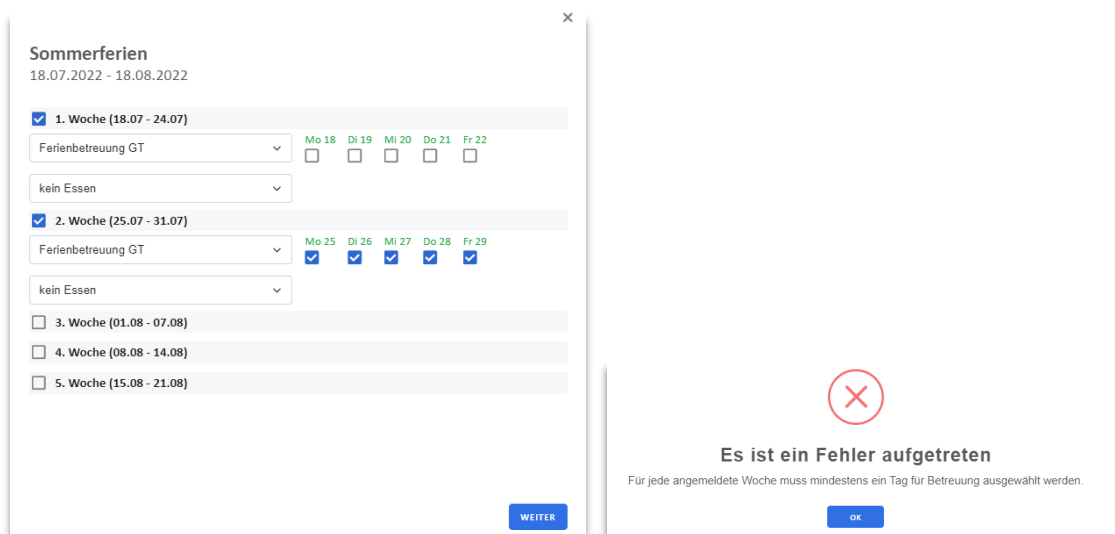 Sommerferien
18.07.2022 - 18.08.2022
1. Woche (18.07 - 24.07)
Ferienbetreuung GT
Mo 18 Di 19 Mi 20 Do 21 Fr 22
kein Essen
2. Woche (25.07 - 31.07)
Ferienbetreuung GT
Mo 25 Di 26 Mi 27 Do 28 Fr 29
kein Essen
3. Woche (01.08 - 07.08)
4. Woche (08.08 - 14.08)
5. Woche (15.08 - 21.08)
WEITER
Es ist ein Fehler aufgetreten
Für jede angemeldete Woche muss mindestens ein Tag für Betreuung ausgewählt werden.
OK